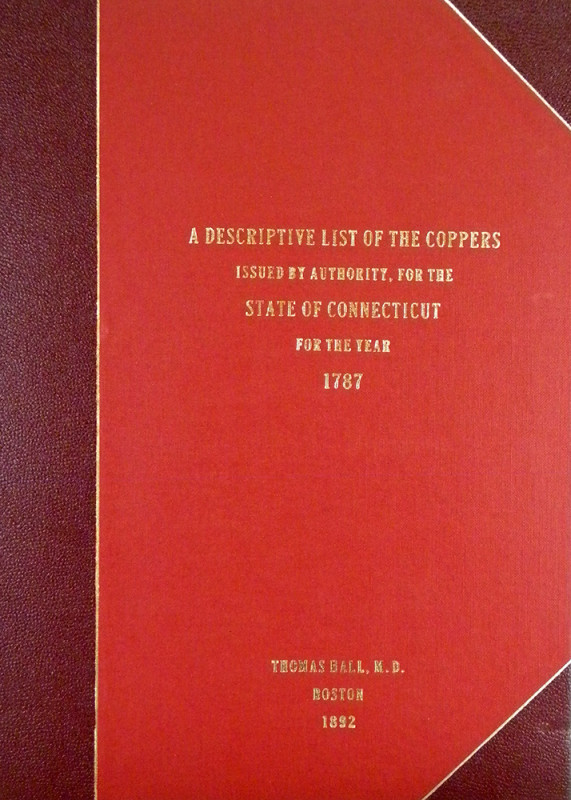 A DESCRIPTIVE LIST OF THE COPPERS
ISSUED BY AUTHORITY, FOR THE
STATE OF CONNECTICUT
FOR THE YEAR
1787
THOMAS HALL, M.D.
BOSTON
1892